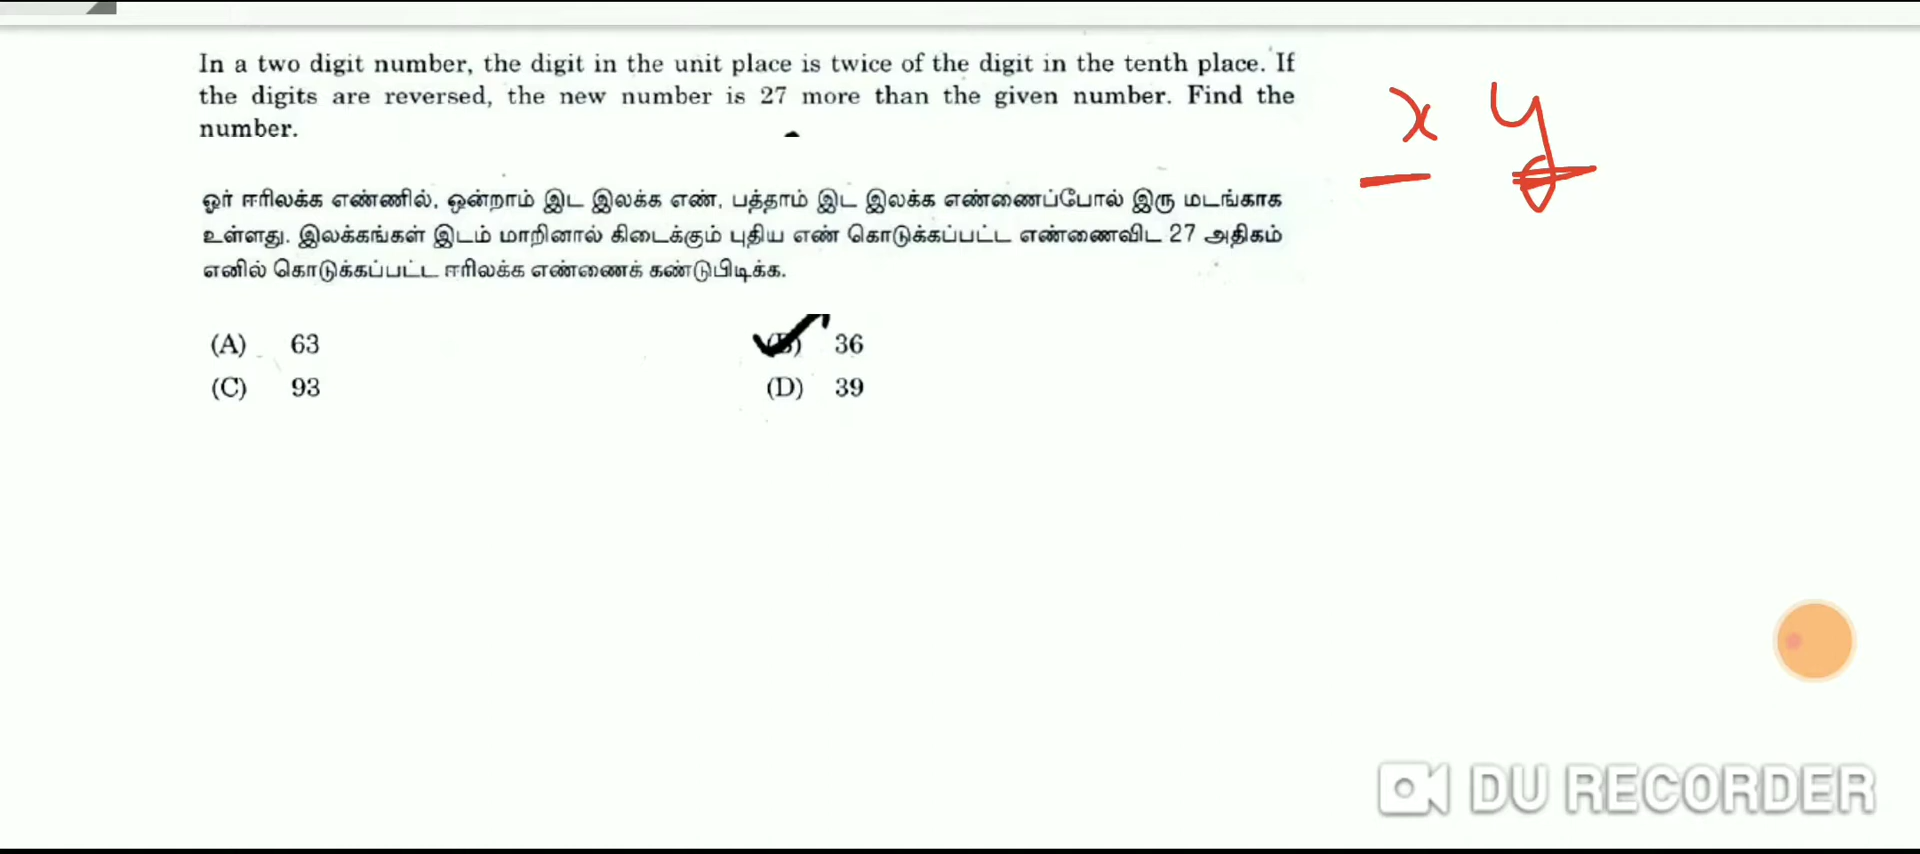 In a two digit number, the digit in the unit place is twice of the digit in the tenth place. If
the digits are reversed, the new number is 27 more than the given number. Find the
number.
x y
ஓர் ஈரிலக்க எண்ணில், ஒன்றாம் இட இலக்க எண், பத்தாம் இட இலக்க எண்ணைப்போல் இரு மடங்காக
உள்ளது. இலக்கங்கள் இடம் மாறினால் கிடைக்கும் புதிய எண் கொடுக்கப்பட்ட எண்ணைவிட 27 அதிகம்
எனில் கொடுக்கப்பட்ட ஈரிலக்க எண்ணைக் கண்டுபிடிக்க.
(A) 63 (B) 36
(C) 93 (D) 39
DU RECORDER